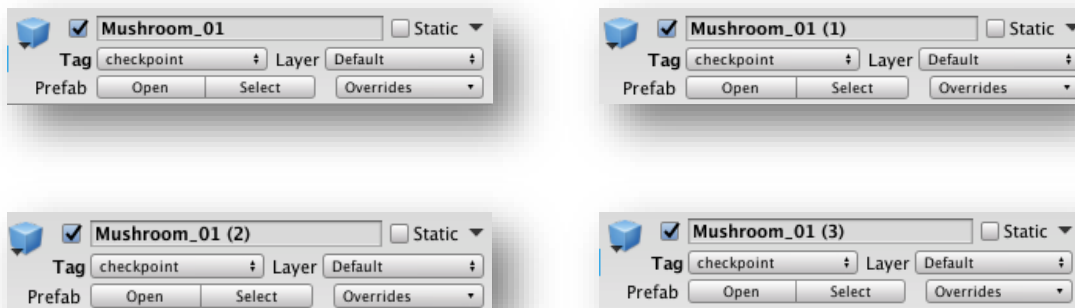 Mushroom_01 Static
Tag checkpoint Layer Default
Prefab Open Select Overrides
Mushroom_01 (1) Static
Tag checkpoint Layer Default
Prefab Open Select Overrides
Mushroom_01 (2) Static
Tag checkpoint Layer Default
Prefab Open Select Overrides
Mushroom_01 (3) Static
Tag checkpoint Layer Default
Prefab Open Select Overrides